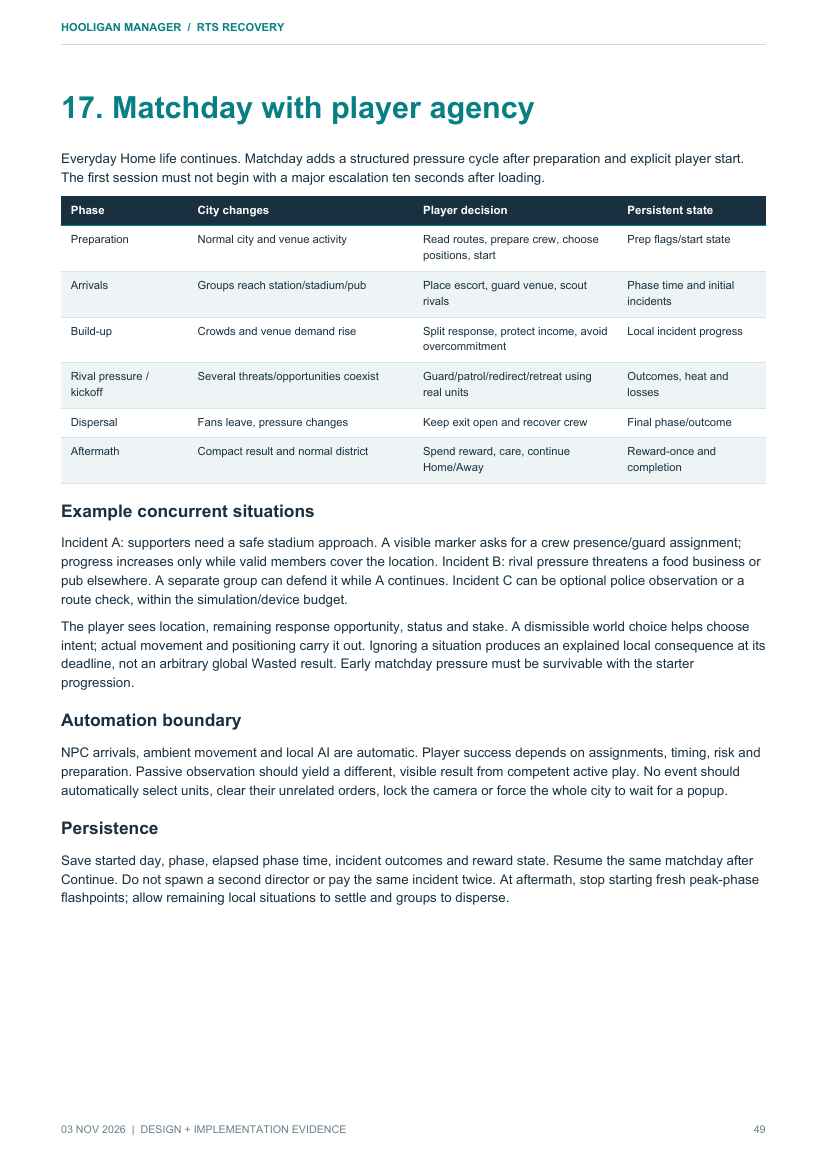 HOOLIGAN MANAGER / RTS RECOVERY
17. Matchday with player agency
Everyday Home life continues. Matchday adds a structured pressure cycle after preparation and explicit player start.
The first session must not begin with a major escalation ten seconds after loading.
Phase City changes Player decision Persistent state
Preparation Normal city and venue activity Read routes, prepare crew, choose Prep flags/start state
positions, start
Arrivals Groups reach station/stadium/pub Place escort, guard venue, scout Phase time and initial
rivals incidents
Build-up Crowds and venue demand rise Split response, protect income, avoid Local incident progress
overcommitment
Rival pressure / Several threats/opportunities coexist Guard/patrol/redirect/retreat using Outcomes, heat and
kickoff real units losses
Dispersal Fans leave, pressure changes Keep exit open and recover crew Final phase/outcome
Aftermath Compact result and normal district Spend reward, care, continue Reward-once and
Home/Away completion
Example concurrent situations
Incident A: supporters need a safe stadium approach. A visible marker asks for a crew presence/guard assignment;
progress increases only while valid members cover the location. Incident B: rival pressure threatens a food business or
pub elsewhere. A separate group can defend it while A continues. Incident C can be optional police observation or a
route check, within the simulation/device budget.
The player sees location, remaining response opportunity, status and stake. A dismissible world choice helps choose
intent; actual movement and positioning carry it out. Ignoring a situation produces an explained local consequence at its
deadline, not an arbitrary global Wasted result. Early matchday pressure must be survivable with the starter
progression.
Automation boundary
NPC arrivals, ambient movement and local AI are automatic. Player success depends on assignments, timing, risk and
preparation. Passive observation should yield a different, visible result from competent active play. No event should
automatically select units, clear their unrelated orders, lock the camera or force the whole city to wait for a popup.
Persistence
Save started day, phase, elapsed phase time, incident outcomes and reward state. Resume the same matchday after
Continue. Do not spawn a second director or pay the same incident twice. At aftermath, stop starting fresh peak-phase
flashpoints; allow remaining local situations to settle and groups to disperse.
03 NOV 2026 | DESIGN + IMPLEMENTATION EVIDENCE 49